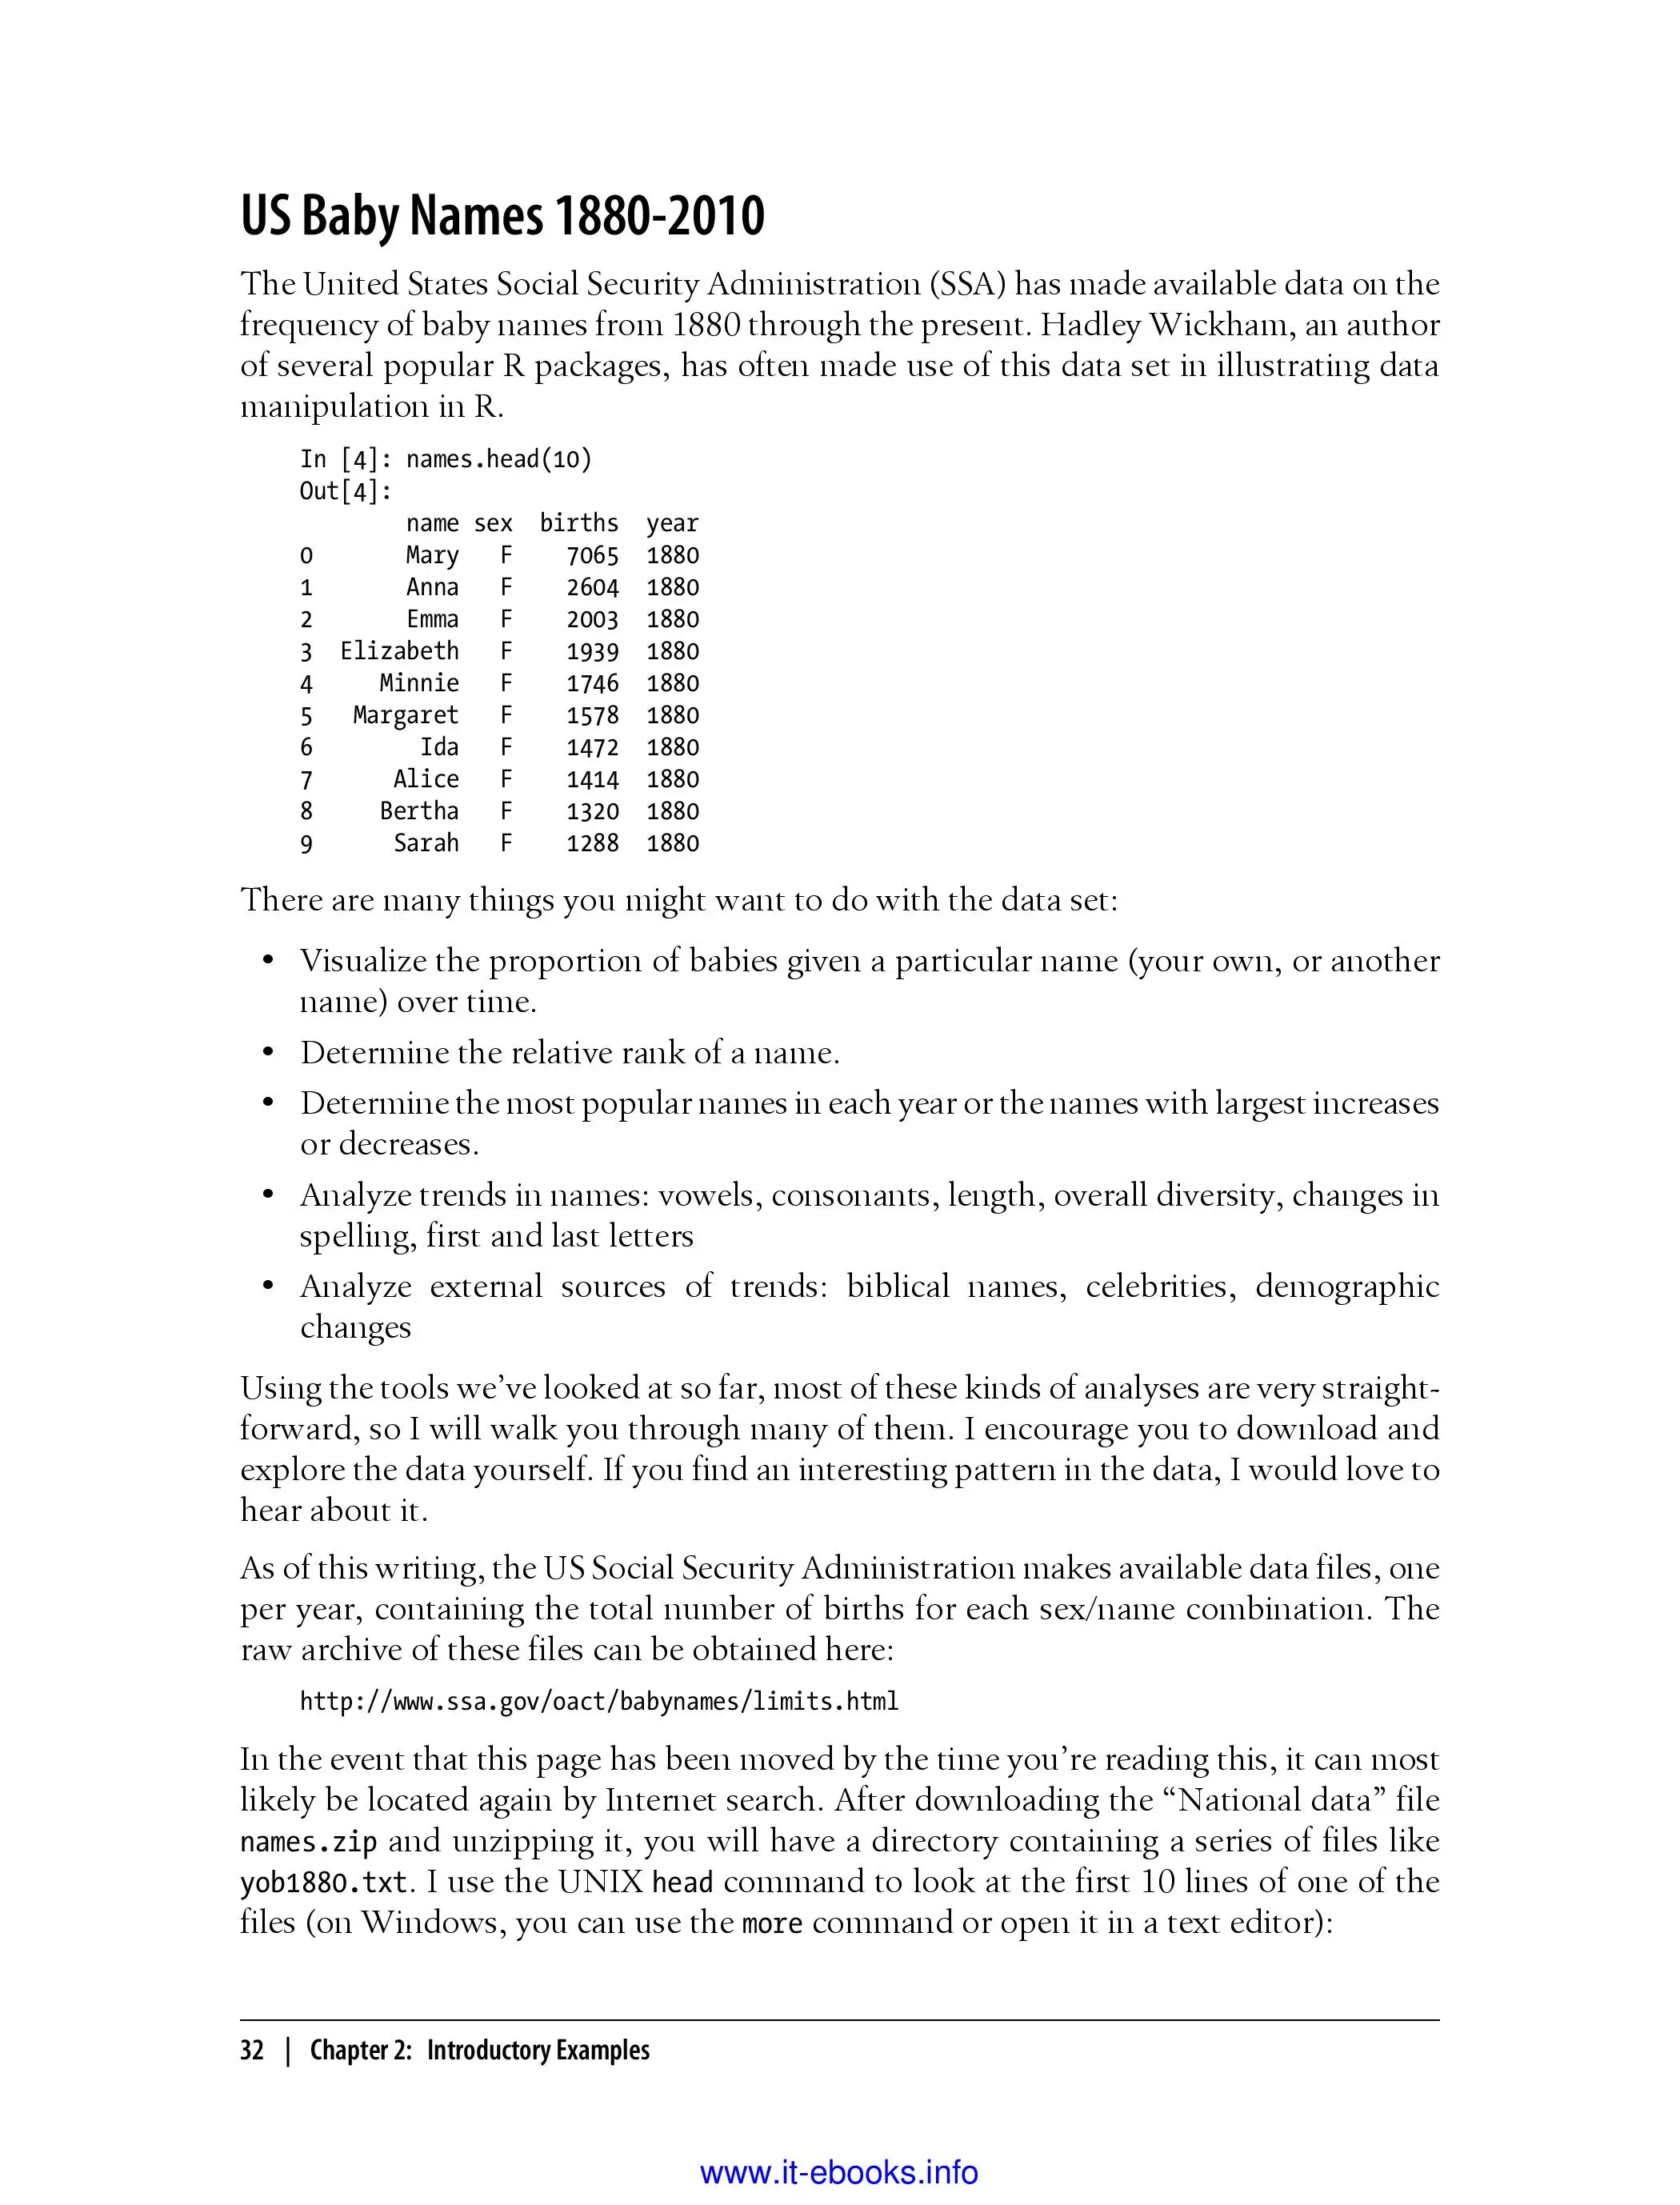 US Baby Names 1880-2010
The United States Social Security Administration (SSA) has made available data on the
frequency of baby names from 1880 through the present. Hadley Wickham, an author
of several popular R packages, has often made use of this data set in illustrating data
manipulation in R.
In [4]: names.head(10)
Out[4]:
name sex births year
0 Mary F 7065 1880
1 Anna F 2604 1880
2 Emma F 2003 1880
3 Elizabeth F 1939 1880
4 Minnie F 1746 1880
5 Margaret F 1578 1880
6 Ida F 1472 1880
7 Alice F 1414 1880
8 Bertha F 1320 1880
9 Sarah F 1288 1880
There are many things you might want to do with the data set:
• Visualize the proportion of babies given a particular name (your own, or another
name) over time.
• Determine the relative rank of a name.
• Determine the most popular names in each year or the names with largest increases
or decreases.
• Analyze trends in names: vowels, consonants, length, overall diversity, changes in
spelling, first and last letters
• Analyze external sources of trends: biblical names, celebrities, demographic
changes
Using the tools we’ve looked at so far, most of these kinds of analyses are very straight-
forward, so I will walk you through many of them. I encourage you to download and
explore the data yourself. If you find an interesting pattern in the data, I would love to
hear about it.
As of this writing, the US Social Security Administration makes available data files, one
per year, containing the total number of births for each sex/name combination. The
raw archive of these files can be obtained here:
http://www.ssa.gov/oact/babynames/limits.html
In the event that this page has been moved by the time you’re reading this, it can most
likely be located again by Internet search. After downloading the “National data” file
names.zip and unzipping it, you will have a directory containing a series of files like
yob1880.txt. I use the UNIX head command to look at the first 10 lines of one of the
files (on Windows, you can use the more command or open it in a text editor):
32 | Chapter 2: Introductory Examples
www.it-ebooks.info